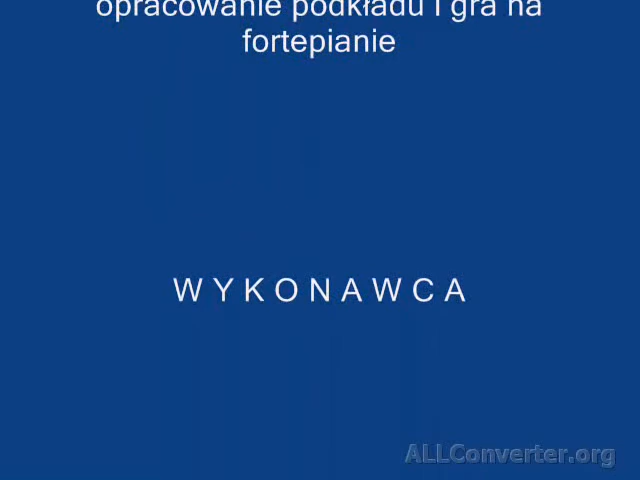 opracowanie podkładu i gra na
fortepianie
W Y K O N A W C A
ALLConverter.org